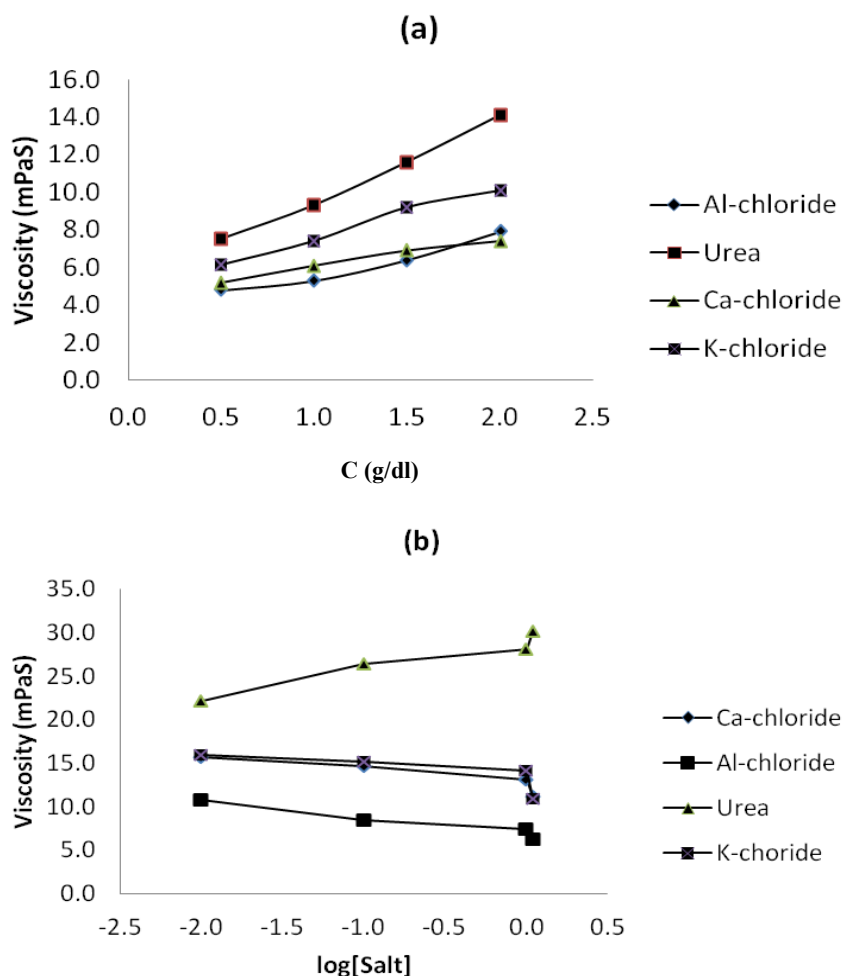 (a)
16.0
14.0
12.0
10.0
8.0
6.0
4.0
2.0
0.0
Viscosity (mPaS)
0.0 0.5 1.0 1.5 2.0 2.5
C (g/dl)
Al-chloride
Urea
Ca-chloride
K-chloride
(b)
35.0
30.0
25.0
20.0
15.0
10.0
5.0
0.0
Viscosity (mPaS)
-2.5 -2.0 -1.5 -1.0 -0.5 0.0 0.5
log[Salt]
Ca-chloride
Al-chloride
Urea
K-choride